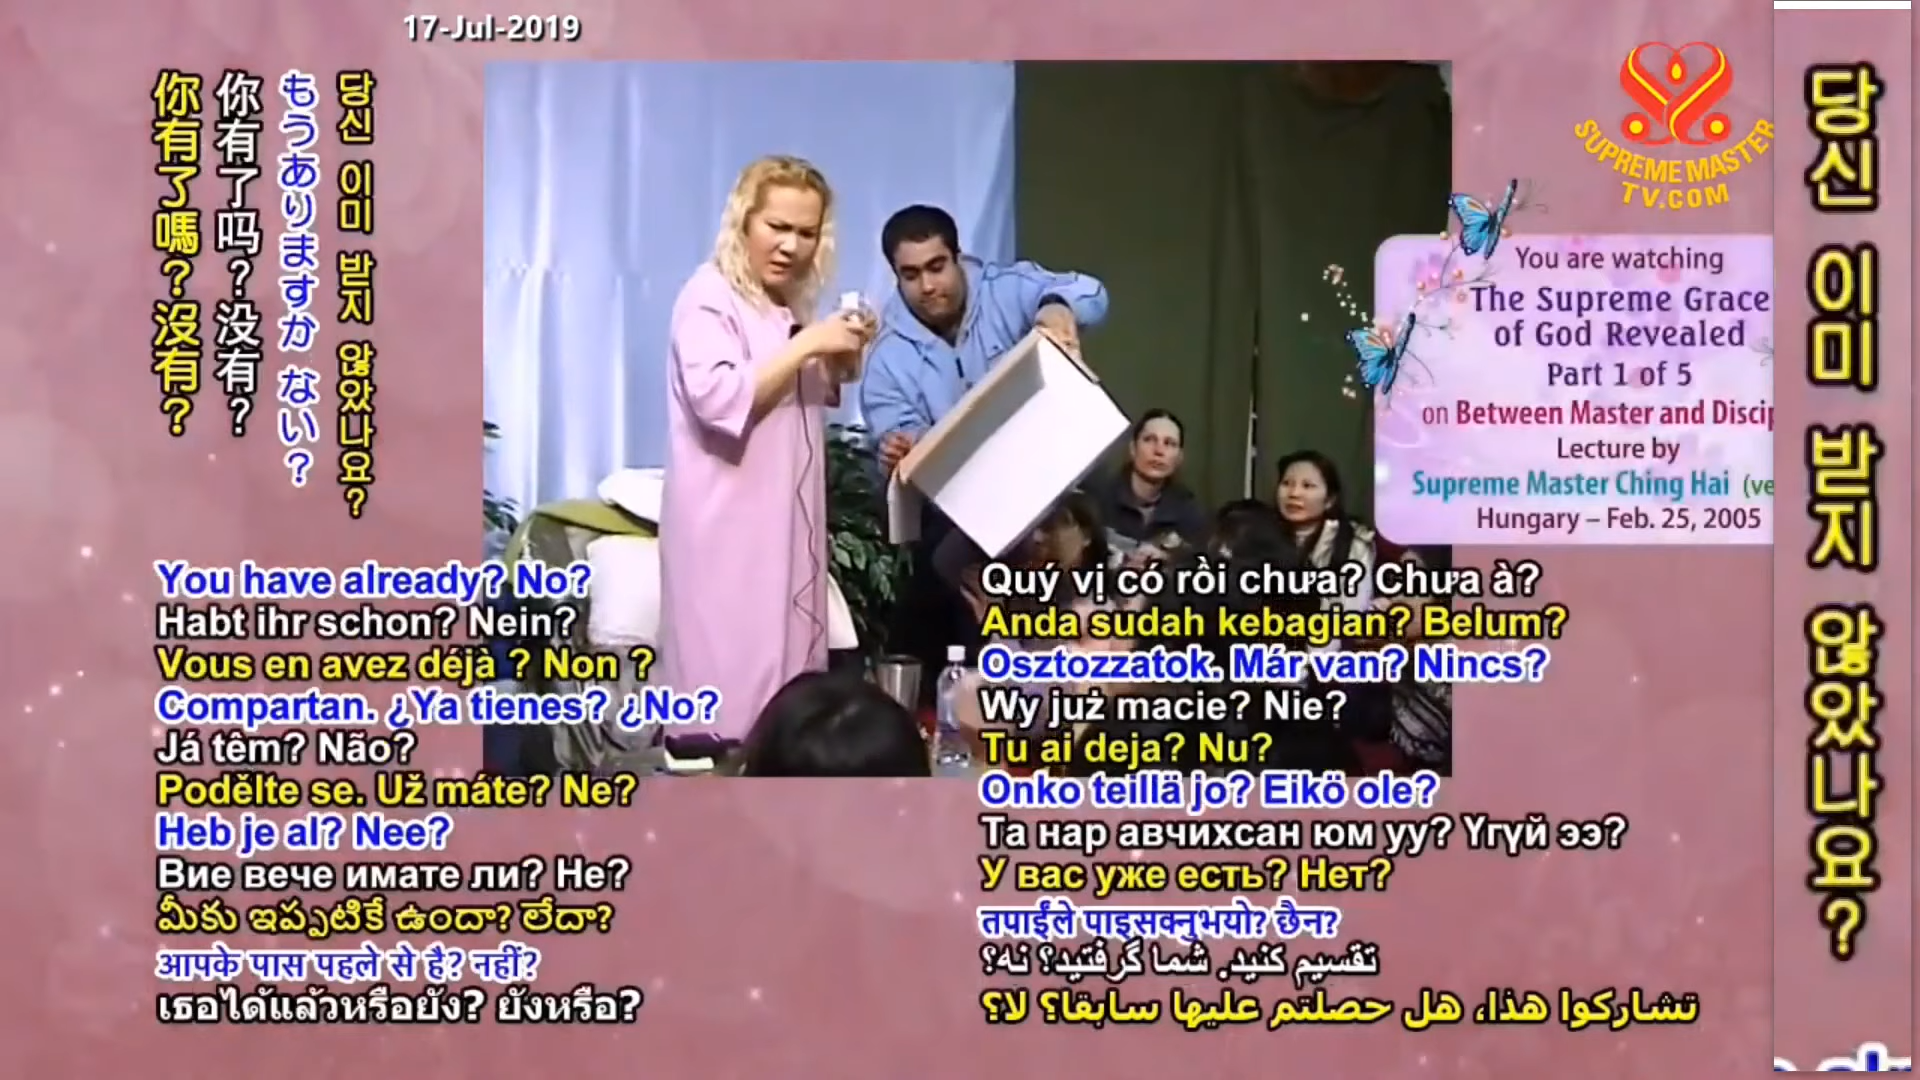 17-Jul-2019
당신 이미 받지 않았나요?
もうありますか ない?
你有了吗?没有?
你有了嗎?沒有?
SUPREME MASTER
TV.COM
You are watching
The Supreme Grace
of God Revealed
Part 1 of 5
on Between Master and Discip
Lecture by
Supreme Master Ching Hai (ve
Hungary – Feb. 25, 2005
You have already? No?
Habt ihr schon? Nein?
Vous en avez déjà ? Non ?
Compartan. ¿Ya tienes? ¿No?
Já têm? Não?
Podělte se. Už máte? Ne?
Heb je al? Nee?
Вие вече имате ли? Не?
మీకు ఇప్పటికే ఉందా? లేదా?
आपके पास पहले से है? नहीं?
เธอได้แล้วหรือยัง? ยังหรือ?
Quý vị có rồi chưa? Chưa à?
Anda sudah kebagian? Belum?
Osztozzatok. Már van? Nincs?
Wy już macie? Nie?
Tu ai deja? Nu?
Onko teillä jo? Eikö ole?
Та нар авчихсан юм уу? Үгүй ээ?
У вас уже есть? Нет?
तपाईंले पाइसक्नुभयो? छैन?
تقسیم کنید. شما گرفتید؟ نه؟
تشاركوا هذا، هل حصلتم عليها سابقا؟ لا؟
당신 이미 받지 않았나요?